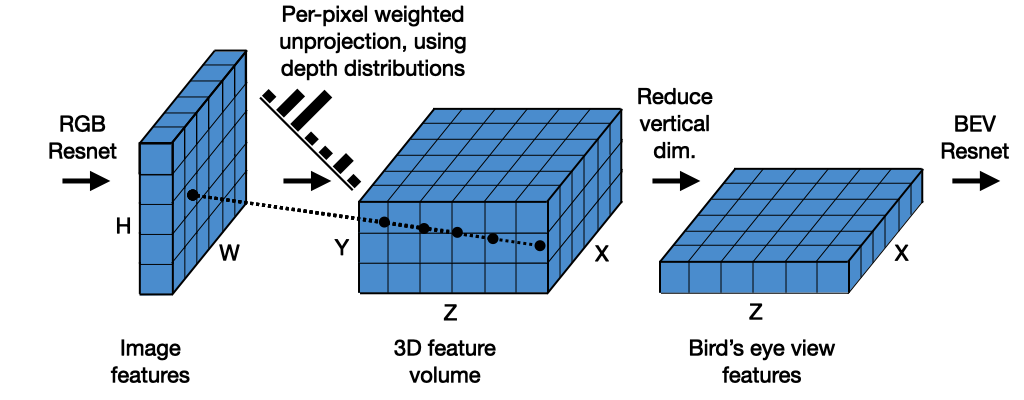 Per-pixel weighted
unprojection, using
depth distributions
RGB
Resnet
Reduce
vertical
dim.
BEV
Resnet
H
W
Y
X
Z
X
Z
Image
features
3D feature
volume
Bird's eye view
features